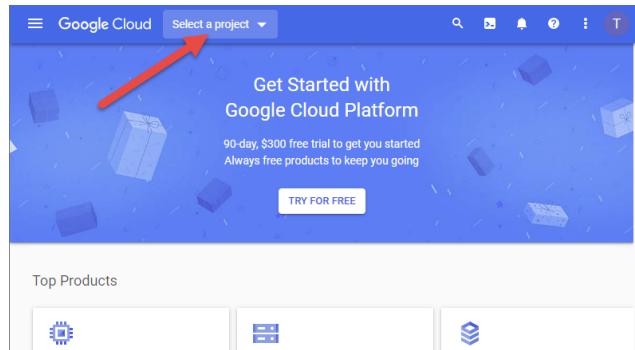 Google Cloud Select a project T
Get Started with
Google Cloud Platform
90-day, $300 free trial to get you started
Always free products to keep you going
TRY FOR FREE
Top Products